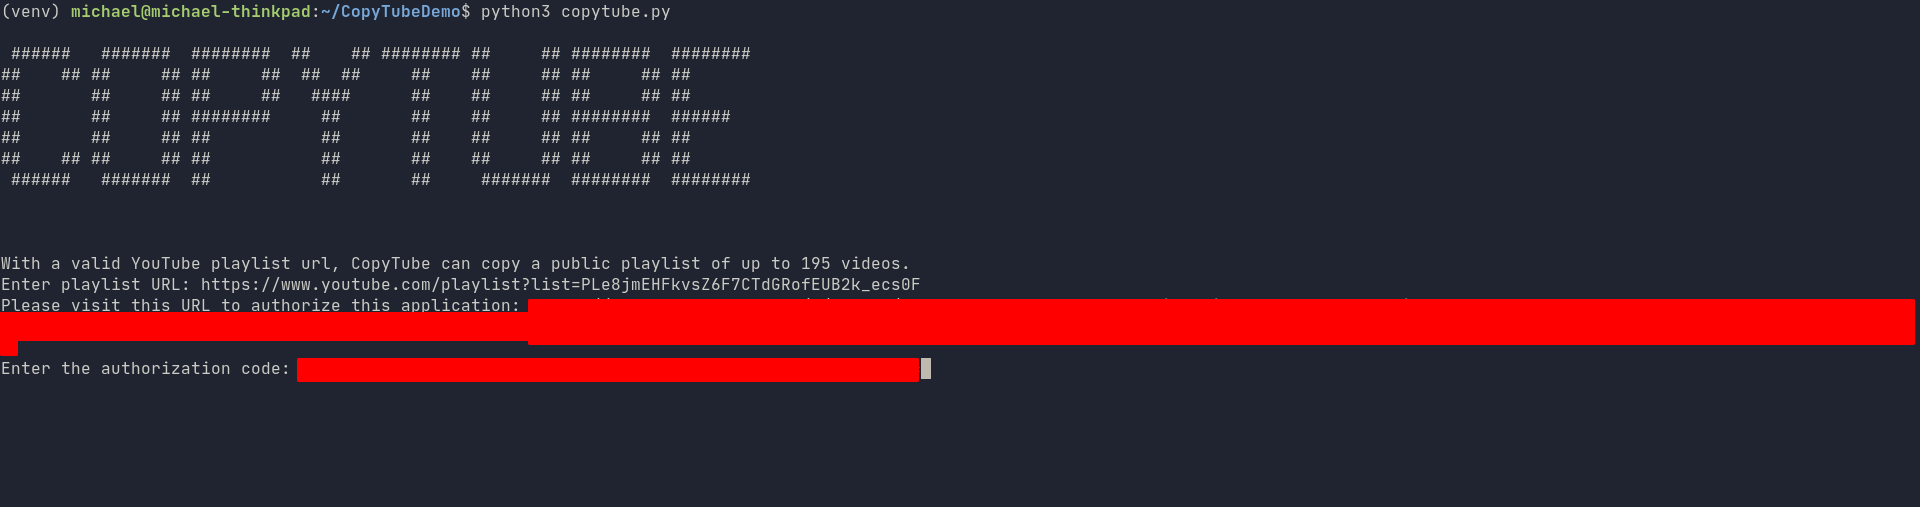 (venv) michael@michael-thinkpad:~/CopyTubeDemo$ python3 copytube.py
 ######   #######  ########  ##    ## ######## ##     ## ########  ########
##    ## ##     ## ##     ##  ##  ##     ##    ##     ## ##     ## ##
##       ##     ## ##     ##   ####      ##    ##     ## ##     ## ##
##       ##     ## ########     ##       ##    ##     ## ########  ######
##       ##     ## ##           ##       ##    ##     ## ##     ## ##
##    ## ##     ## ##           ##       ##    ##     ## ##     ## ##
 ######   #######  ##           ##       ##     #######  ########  ########
With a valid YouTube playlist url, CopyTube can copy a public playlist of up to 195 videos.
Enter playlist URL: https://www.youtube.com/playlist?list=PLe8jmEHFkvsZ6F7CTdGRofEUB2k_ecs0F
Please visit this URL to authorize this application:
Enter the authorization code: